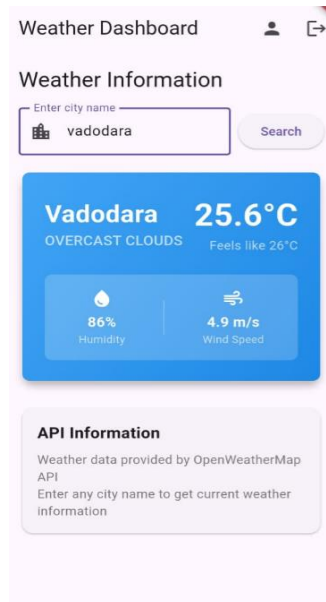 Weather Dashboard
Weather Information
Enter city name
vadodara
Search
Vadodara 25.6°C
OVERCAST CLOUDS Feels like 26°C
86% 4.9 m/s
Humidity Wind Speed
API Information
Weather data provided by OpenWeatherMap
API
Enter any city name to get current weather
information